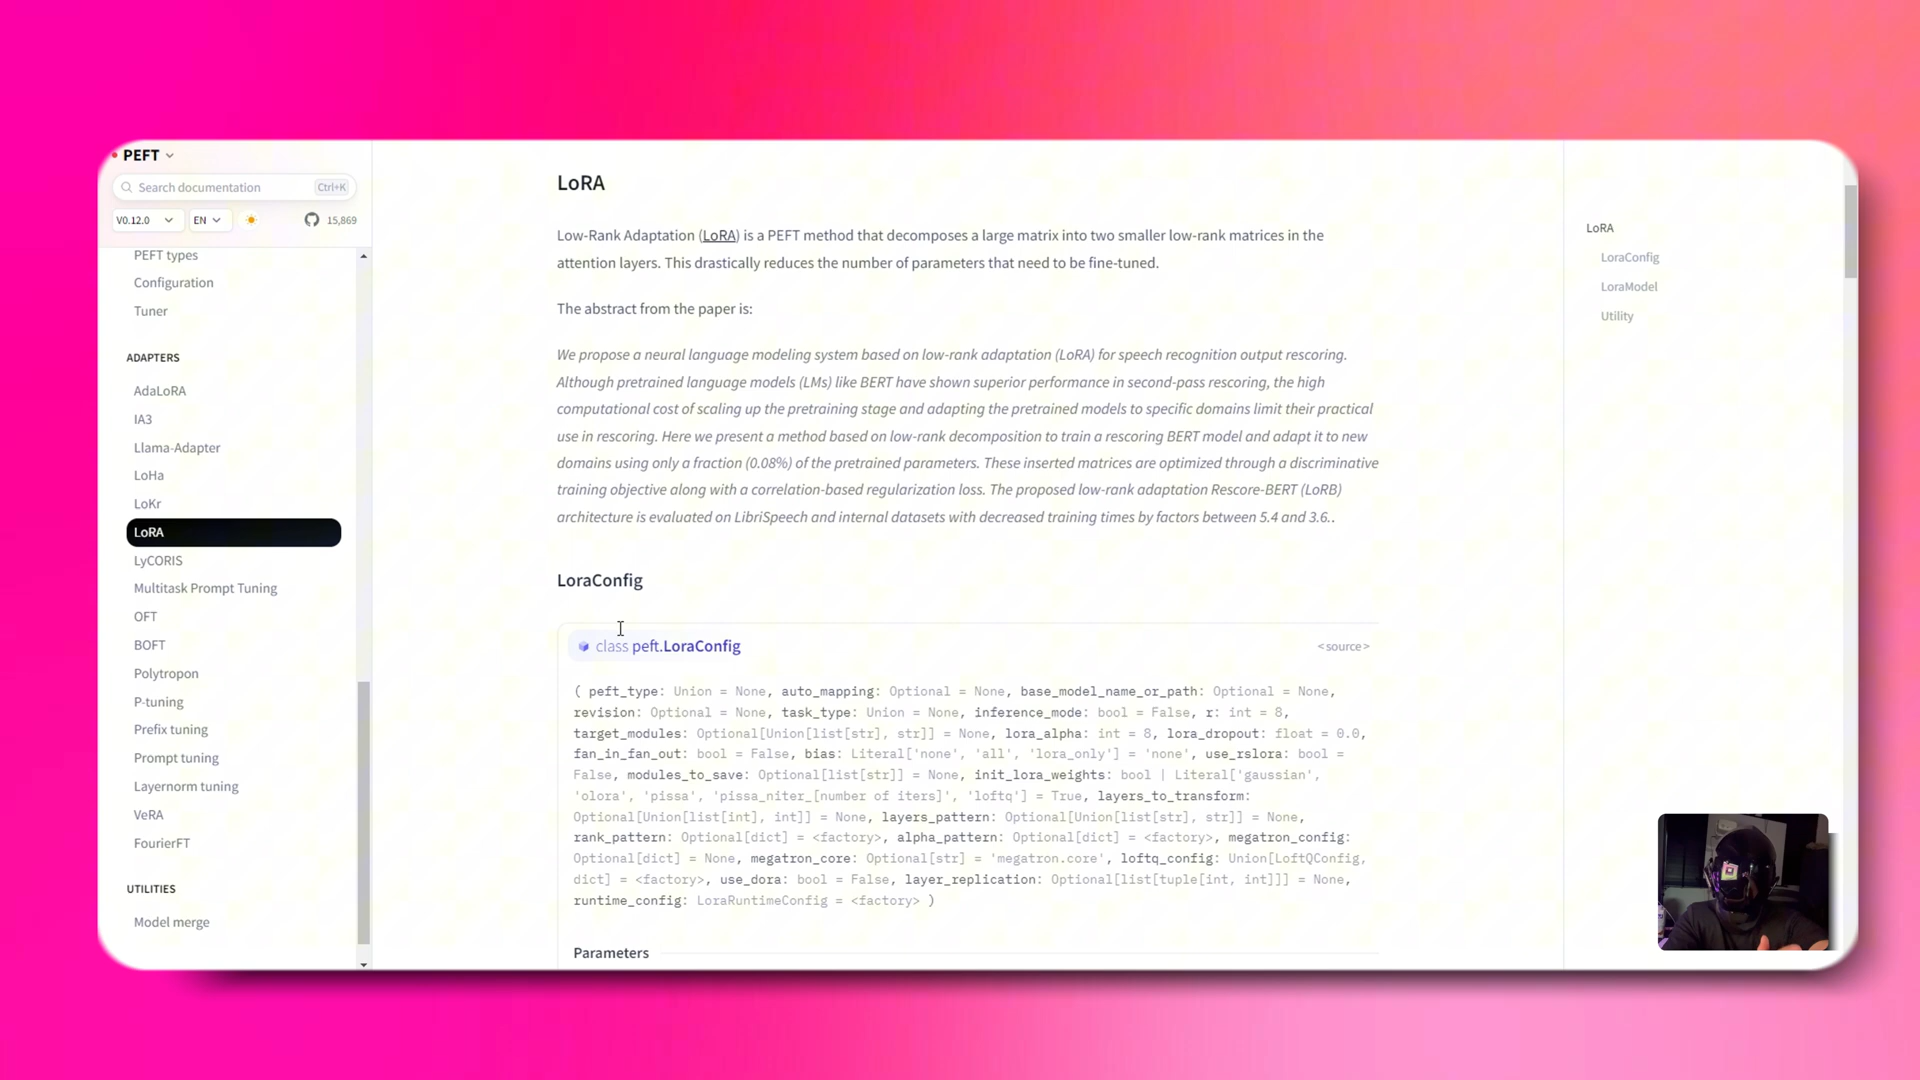 PEFT
Search documentation
Ctrl+K
V0.12.0
EN
15,869
PEFT types
Configuration
Tuner
ADAPTERS
AdaLoRA
IA3
Llama-Adapter
LoHa
LoKr
LoRA
LyCORIS
Multitask Prompt Tuning
OFT
BOFT
Polytropon
P-tuning
Prefix tuning
Prompt tuning
Layernorm tuning
VeRA
FourierFT
UTILITIES
Model merge
LoRA
Low-Rank Adaptation (LoRA) is a PEFT method that decomposes a large matrix into two smaller low-rank matrices in the
attention layers. This drastically reduces the number of parameters that need to be fine-tuned.
The abstract from the paper is:
We propose a neural language modeling system based on low-rank adaptation (LoRA) for speech recognition output rescoring.
Although pretrained language models (LMs) like BERT have shown superior performance in second-pass rescoring, the high
computational cost of scaling up the pretraining stage and adapting the pretrained models to specific domains limit their practical
use in rescoring. Here we present a method based on low-rank decomposition to train a rescoring BERT model and adapt it to new
domains using only a fraction (0.08%) of the pretrained parameters. These inserted matrices are optimized through a discriminative
training objective along with a correlation-based regularization loss. The proposed low-rank adaptation Rescore-BERT (LoRB)
architecture is evaluated on LibriSpeech and internal datasets with decreased training times by factors between 5.4 and 3.6..
LoraConfig
class peft.LoraConfig
<source>
( peft_type: Union = None, auto_mapping: Optional = None, base_model_name_or_path: Optional = None,
revision: Optional = None, task_type: Union = None, inference_mode: bool = False, r: int = 8,
target_modules: Optional[Union[list[str], str]] = None, lora_alpha: int = 8, lora_dropout: float = 0.0,
fan_in_fan_out: bool = False, bias: Literal['none', 'all', 'lora_only'] = 'none', use_rslora: bool =
False, modules_to_save: Optional[list[str]] = None, init_lora_weights: bool | Literal['gaussian',
'olora', 'pissa', 'pissa_niter_[number of iters]', 'loftq'] = True, layers_to_transform:
Optional[Union[list[int], int]] = None, layers_pattern: Optional[Union[list[str], str]] = None,
rank_pattern: Optional[dict] = <factory>, alpha_pattern: Optional[dict] = <factory>, megatron_config:
Optional[dict] = None, megatron_core: Optional[str] = 'megatron.core', loftq_config: Union[LoftQConfig,
dict] = <factory>, use_dora: bool = False, layer_replication: Optional[list[tuple[int, int]]] = None,
runtime_config: LoraRuntimeConfig = <factory> )
Parameters
LoRA
LoraConfig
LoraModel
Utility